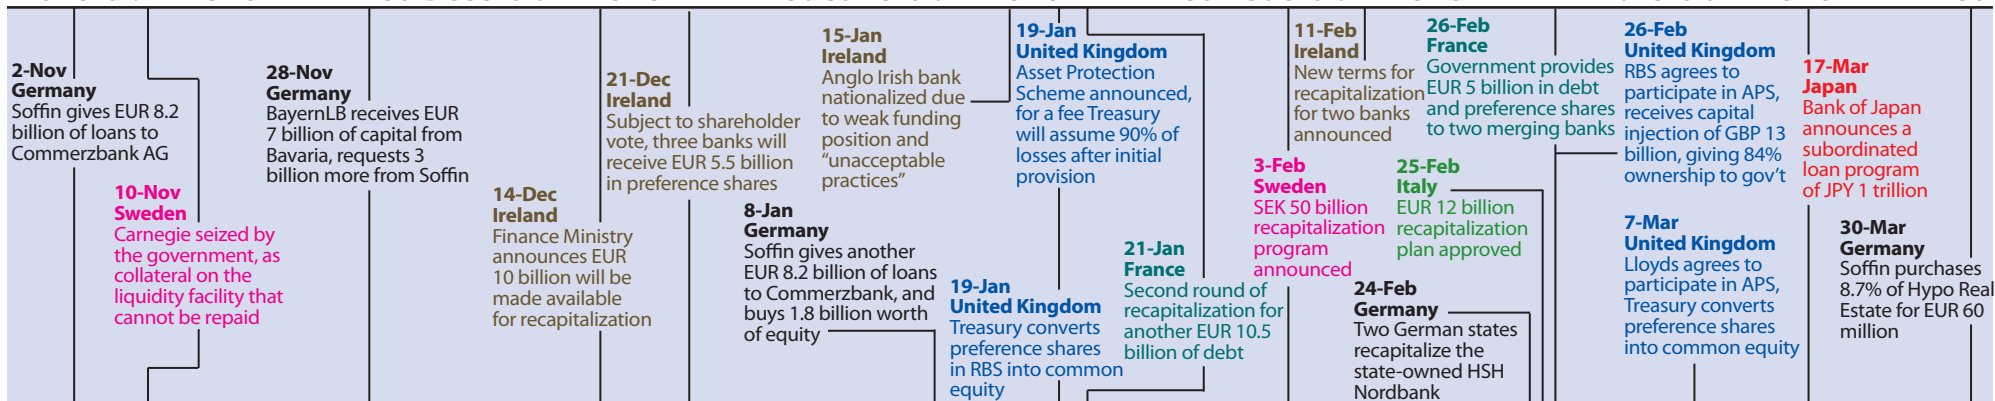 2-Nov
Germany
Soffin gives EUR 8.2
billion of loans to
Commerzbank AG
10-Nov
Sweden
Carnegie seized by
the government, as
collateral on the
liquidity facility that
cannot be repaid
28-Nov
Germany
BayernLB receives EUR
7 billion of capital from
Bavaria, requests 3
billion more from Soffin
14-Dec
Ireland
Finance Ministry
announces EUR
10 billion will be
made available
for recapitalization
21-Dec
Ireland
Subject to shareholder
vote, three banks will
receive EUR 5.5 billion
in preference shares
8-Jan
Germany
Soffin gives another
EUR 8.2 billion of loans
to Commerzbank, and
buys 1.8 billion worth
of equity
15-Jan
Ireland
Anglo Irish bank
nationalized due
to weak funding
position and
“unacceptable
practices”
19-Jan
United Kingdom
Asset Protection
Scheme announced,
for a fee Treasury
will assume 90% of
losses after initial
provision
19-Jan
United Kingdom
Treasury converts
preference shares
in RBS into common
equity
21-Jan
France
Second round of
recapitalization for
another EUR 10.5
billion of debt
3-Feb
Sweden
SEK 50 billion
recapitalization
program
announced
11-Feb
Ireland
New terms for
recapitalization
for two banks
announced
24-Feb
Germany
Two German states
recapitalize the
state-owned HSH
Nordbank
25-Feb
Italy
EUR 12 billion
recapitalization
plan approved
26-Feb
France
Government provides
EUR 5 billion in debt
and preference shares
to two merging banks
26-Feb
United Kingdom
RBS agrees to
participate in APS,
receives capital
injection of GBP 13
billion, giving 84%
ownership to gov’t
7-Mar
United Kingdom
Lloyds agrees to
participate in APS,
Treasury converts
preference shares
into common equity
17-Mar
Japan
Bank of Japan
announces a
subordinated
loan program
of JPY 1 trillion
30-Mar
Germany
Soffin purchases
8.7% of Hypo Real
Estate for EUR 60
million